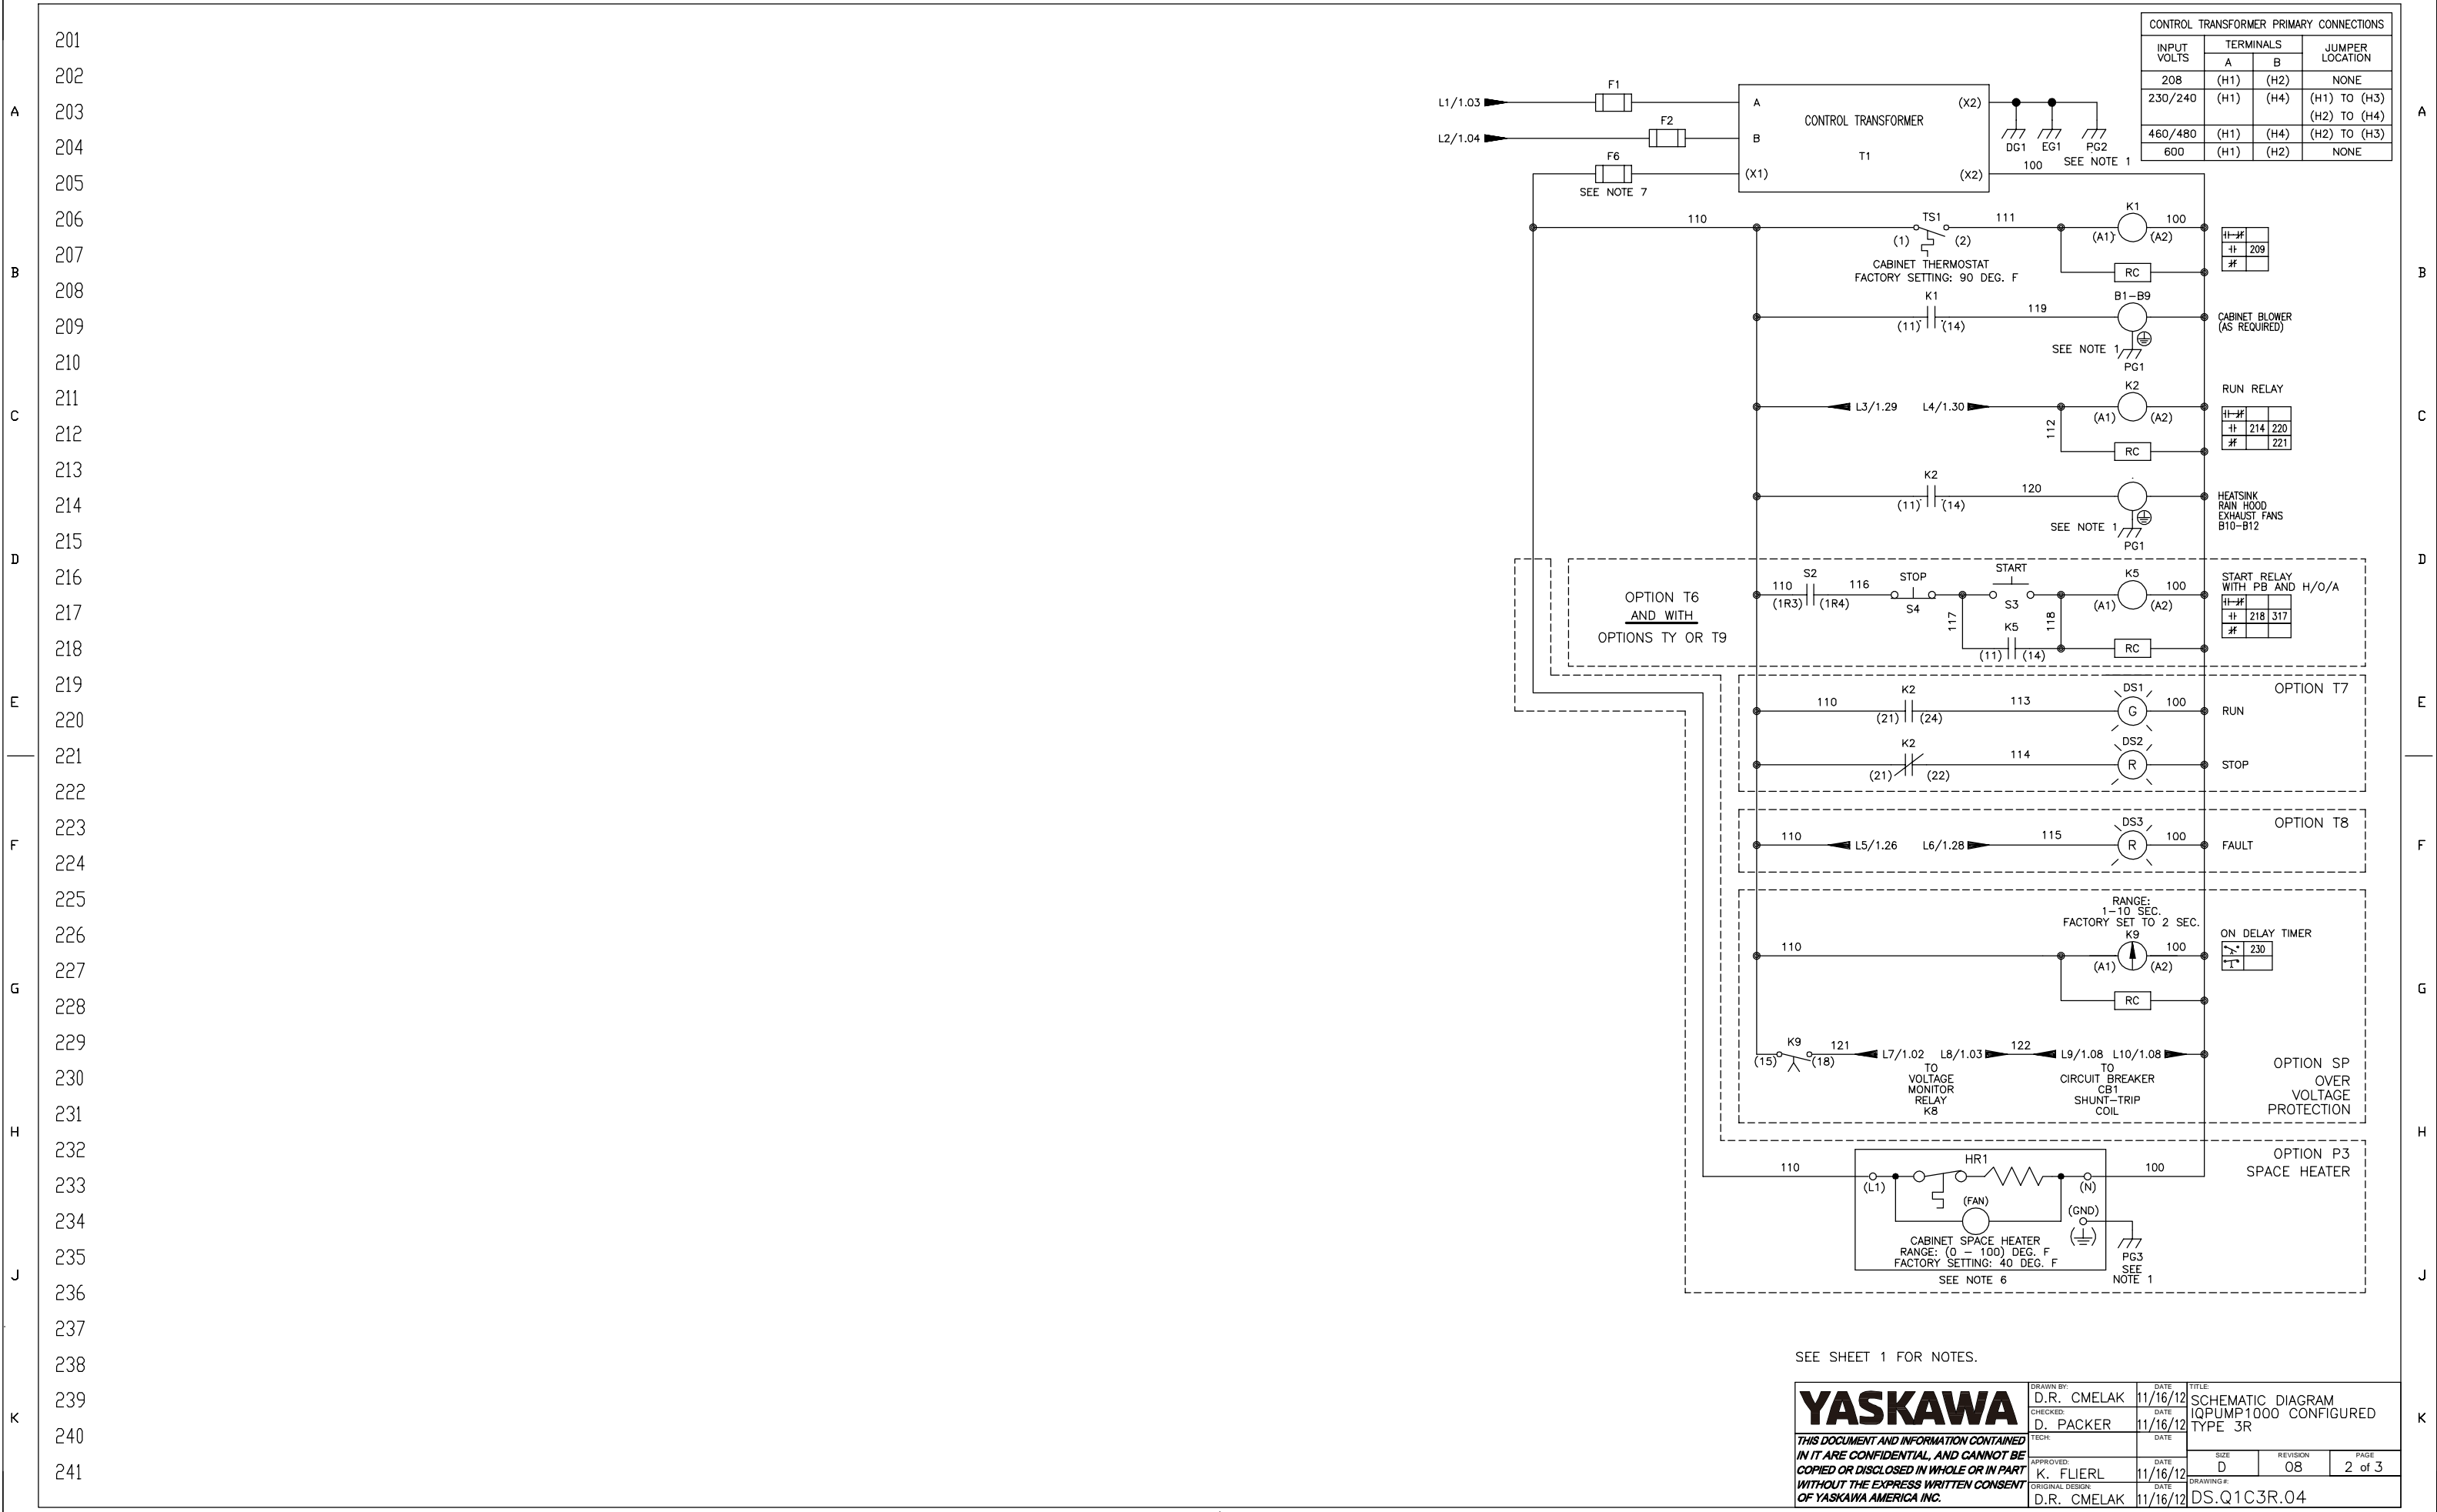 201
202
203
204
205
206
207
208
209
210
211
212
213
214
215
216
217
218
219
220
221
222
223
224
225
226
227
228
229
230
231
232
233
234
235
236
237
238
239
240
241
A
B
C
D
E
F
G
H
J
K
CONTROL TRANSFORMER PRIMARY CONNECTIONS
INPUT VOLTS TERMINALS JUMPER LOCATION
A B
208 (H1) (H2) NONE
230/240 (H1) (H4) (H1) TO (H3)
(H2) TO (H4)
460/480 (H1) (H4) (H2) TO (H3)
600 (H1) (H2) NONE
L1/1.03 F1 A (X2)
CONTROL TRANSFORMER
L2/1.04 F2 B
T1
DG1 EG1 PG2
SEE NOTE 1
F6 (X1) (X2) 100
SEE NOTE 7
110 TS1 111 K1 100
(1) (2) (A1) (A2)
209
CABINET THERMOSTAT
FACTORY SETTING: 90 DEG. F
RC
K1 119 B1-B9
(11) (14)
CABINET BLOWER
(AS REQUIRED)
SEE NOTE 1
PG1
K2 RUN RELAY
L3/1.29 L4/1.30
(A1) (A2)
112
214 220
221
RC
K2 120
(11) (14)
HEATSINK
RAIN HOOD
EXHAUST FANS
B10-B12
SEE NOTE 1
PG1
OPTION T6
AND WITH
OPTIONS TY OR T9
110 S2 116 STOP START K5 100
(1R3) (1R4) S4 S3 (A1) (A2)
START RELAY
WITH PB AND H/O/A
218 317
117 K5 118
(11) (14) RC
OPTION T7
110 K2 113 DS1 100
(21) (24) G RUN
K2 114 DS2
(21) (22) R STOP
OPTION T8
110 L5/1.26 L6/1.28 115 DS3 100
R FAULT
RANGE:
1-10 SEC.
FACTORY SET TO 2 SEC.
110 K9 100
(A1) (A2)
ON DELAY TIMER
230
RC
K9 121 L7/1.02 L8/1.03 122 L9/1.08 L10/1.08
(15) (18)
TO
VOLTAGE
MONITOR
RELAY
K8
TO
CIRCUIT BREAKER
CB1
SHUNT-TRIP
COIL
OPTION SP
OVER
VOLTAGE
PROTECTION
OPTION P3
SPACE HEATER
110 HR1 100
(L1) (N)
(FAN)
(GND)
CABINET SPACE HEATER
RANGE: (0 - 100) DEG. F
FACTORY SETTING: 40 DEG. F
PG3
SEE
NOTE 1
SEE NOTE 6
SEE SHEET 1 FOR NOTES.
YASKAWA
THIS DOCUMENT AND INFORMATION CONTAINED
IN IT ARE CONFIDENTIAL, AND CANNOT BE
COPIED OR DISCLOSED IN WHOLE OR IN PART
WITHOUT THE EXPRESS WRITTEN CONSENT
OF YASKAWA AMERICA INC.
DRAWN BY: D.R. CMELAK DATE 11/16/12
CHECKED: D. PACKER DATE 11/16/12
TECH: DATE
APPROVED: K. FLIERL DATE 11/16/12
ORIGINAL DESIGN: D.R. CMELAK DATE 11/16/12
TITLE:
SCHEMATIC DIAGRAM
IQPUMP1000 CONFIGURED
TYPE 3R
SIZE D REVISION 08 PAGE 2 of 3
DRAWING #:
DS.Q1C3R.04
A
B
C
D
E
F
G
H
J
K